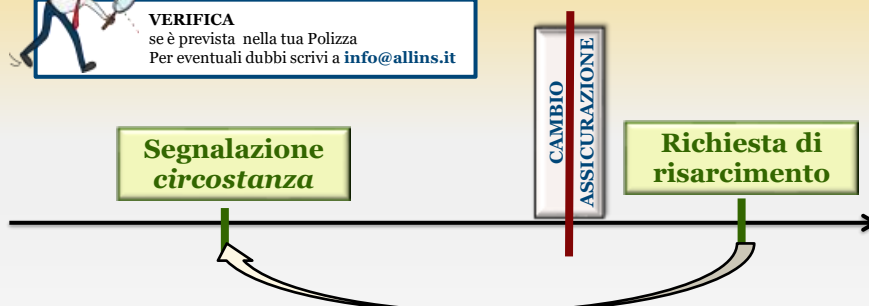 VERIFICA
se è prevista nella tua Polizza
Per eventuali dubbi scrivi a info@allins.it
CAMBIO
ASSICURAZIONE
Segnalazione
circostanza
Richiesta di
risarcimento